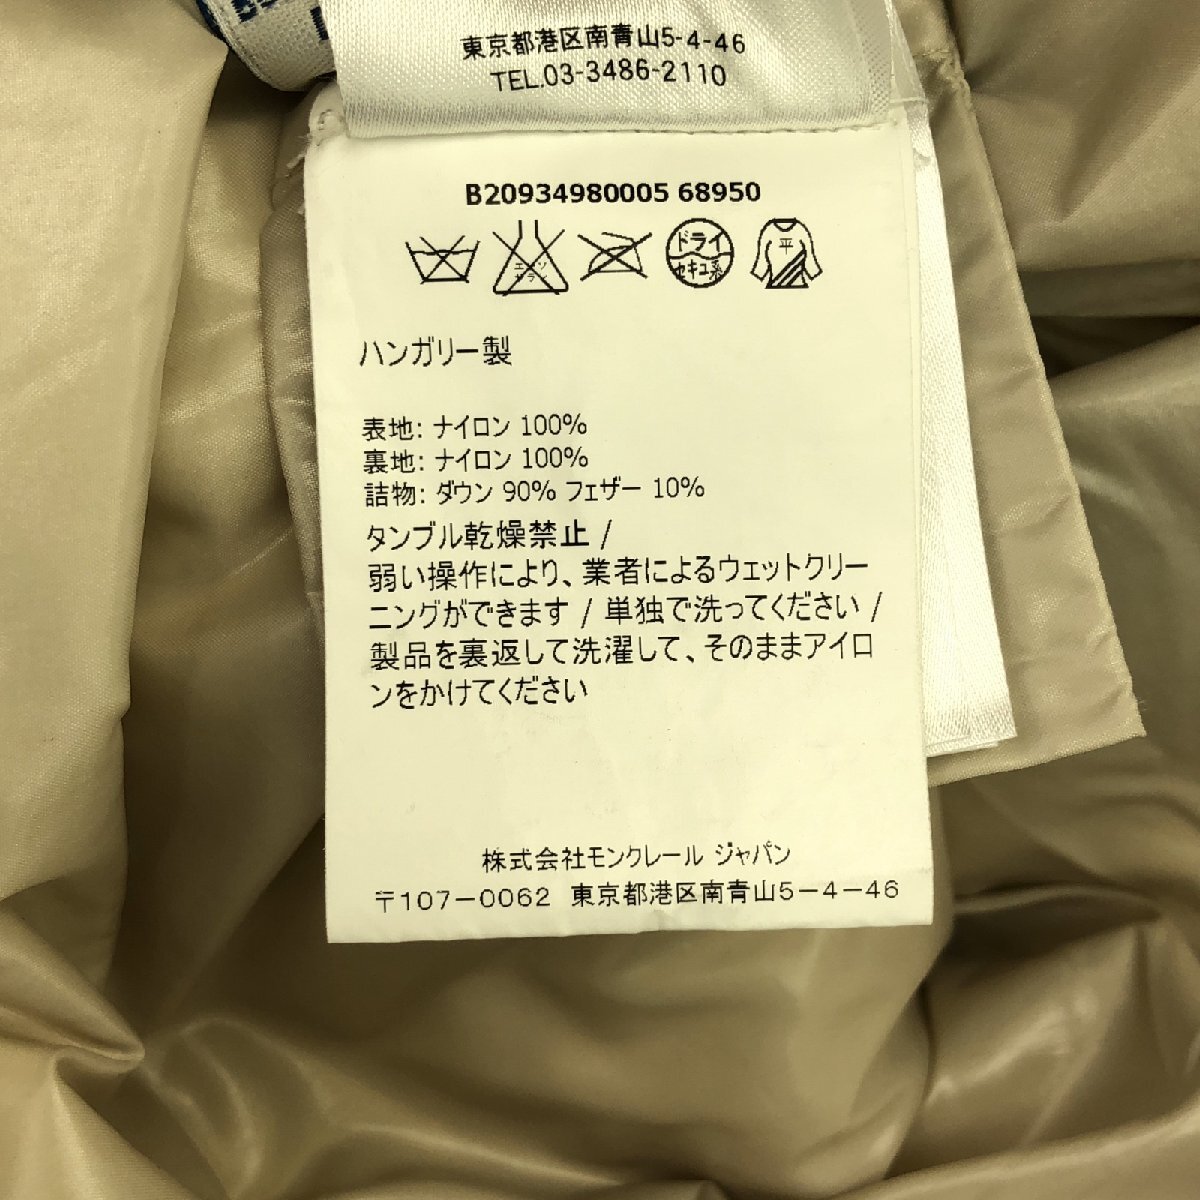 東京都港区南青山5-4-46
TEL.03-3486-2110
B20934980005 68950
ドライ
セキユ系
平
ハンガリー製
表地: ナイロン 100%
裏地: ナイロン 100%
詰物: ダウン 90% フェザー 10%
タンブル乾燥禁止 /
弱い操作により、業者によるウェットクリー
ニングができます / 単独で洗ってください /
製品を裏返して洗濯して、そのままアイロ
ンをかけてください
株式会社モンクレール ジャパン
〒107-0062 東京都港区南青山5-4-46